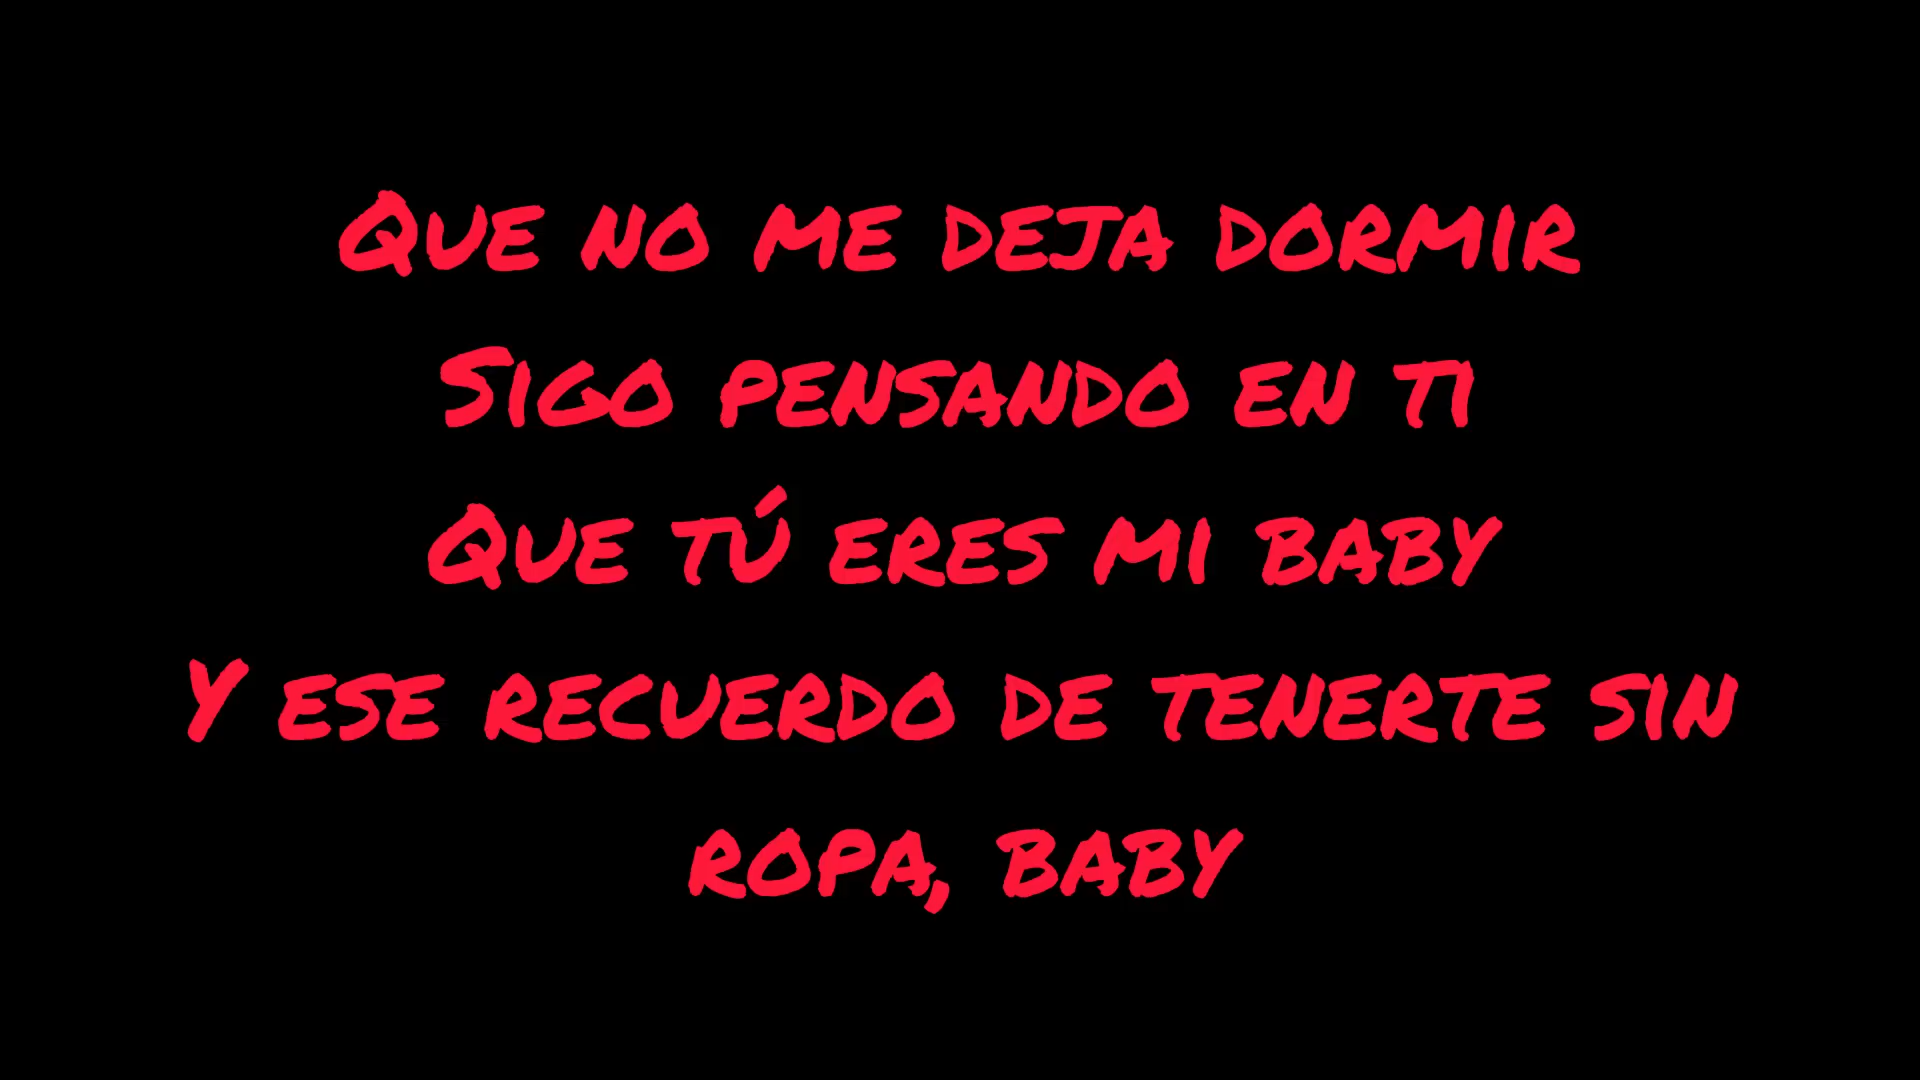 Que no me deja dormir
Sigo pensando en ti
Que tú eres mi baby
Y ese recuerdo de tenerte sin
ropa, baby